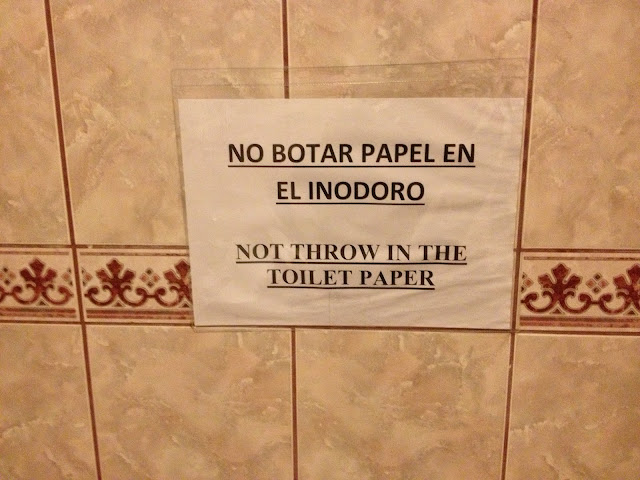 NO BOTAR PAPEL EN
EL INODORO
NOT THROW IN THE
TOILET PAPER